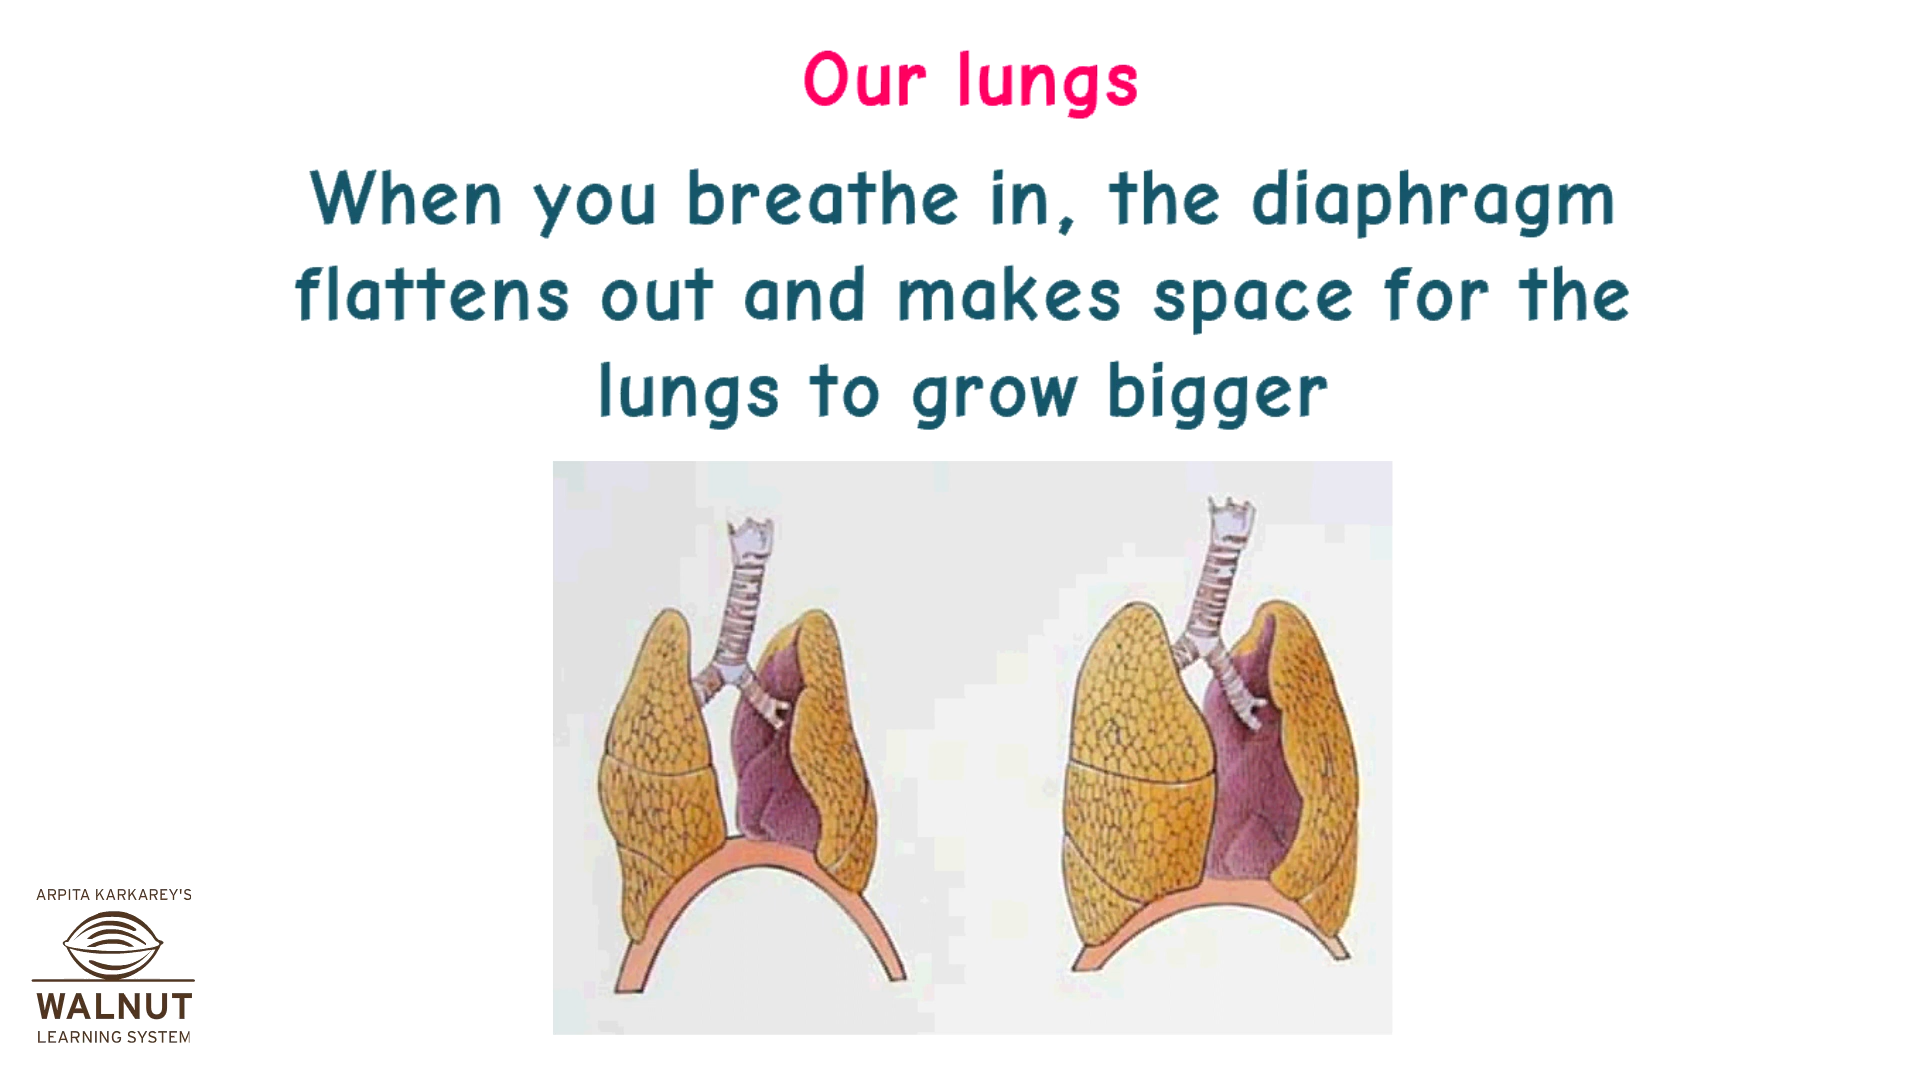 Our lungs
When you breathe in, the diaphragm
flattens out and makes space for the
lungs to grow bigger
ARPITA KARKAREY'S
WALNUT
LEARNING SYSTEM